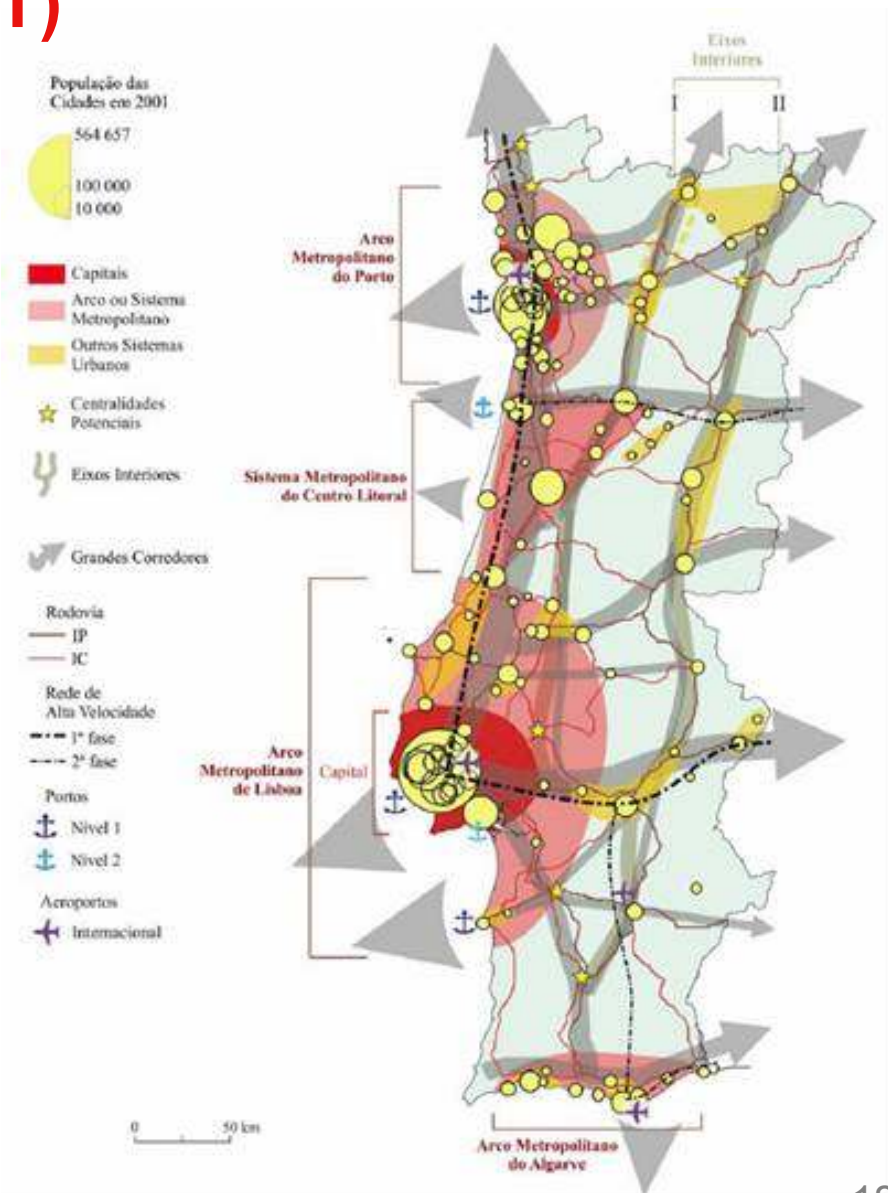 T)
População das
Cidades em 2001
564 657
100 000
10 000
Capitais
Arco ou Sistema
Metropolitano
Outros Sistemas
Urbanos
Centralidades
Potenciais
Eixos Interiores
Grandes Corredores
Rodovia
IP
IC
Rede de
Alta Velocidade
1ª fase
2ª fase
Portos
Nível 1
Nível 2
Aeroportos
Internacional
Eixos
Interiores
I
II
Arco
Metropolitano
do Porto
Sistema Metropolitano
do Centro Litoral
Arco
Metropolitano
de Lisboa
Capital
Arco Metropolitano
do Algarve
0
50 km